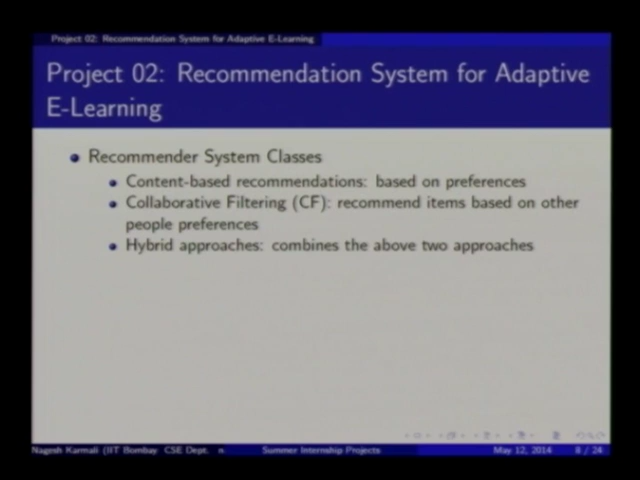 Project 02: Recommendation System for Adaptive E-Learning
Project 02: Recommendation System for Adaptive
E-Learning
Recommender System Classes
Content-based recommendations: based on preferences
Collaborative Filtering (CF): recommend items based on other
people preferences
Hybrid approaches: combines the above two approaches
Nagesh Karmali (IIT Bombay CSE Dept. n. Summer Internship Projects May 12, 2014 8 / 24